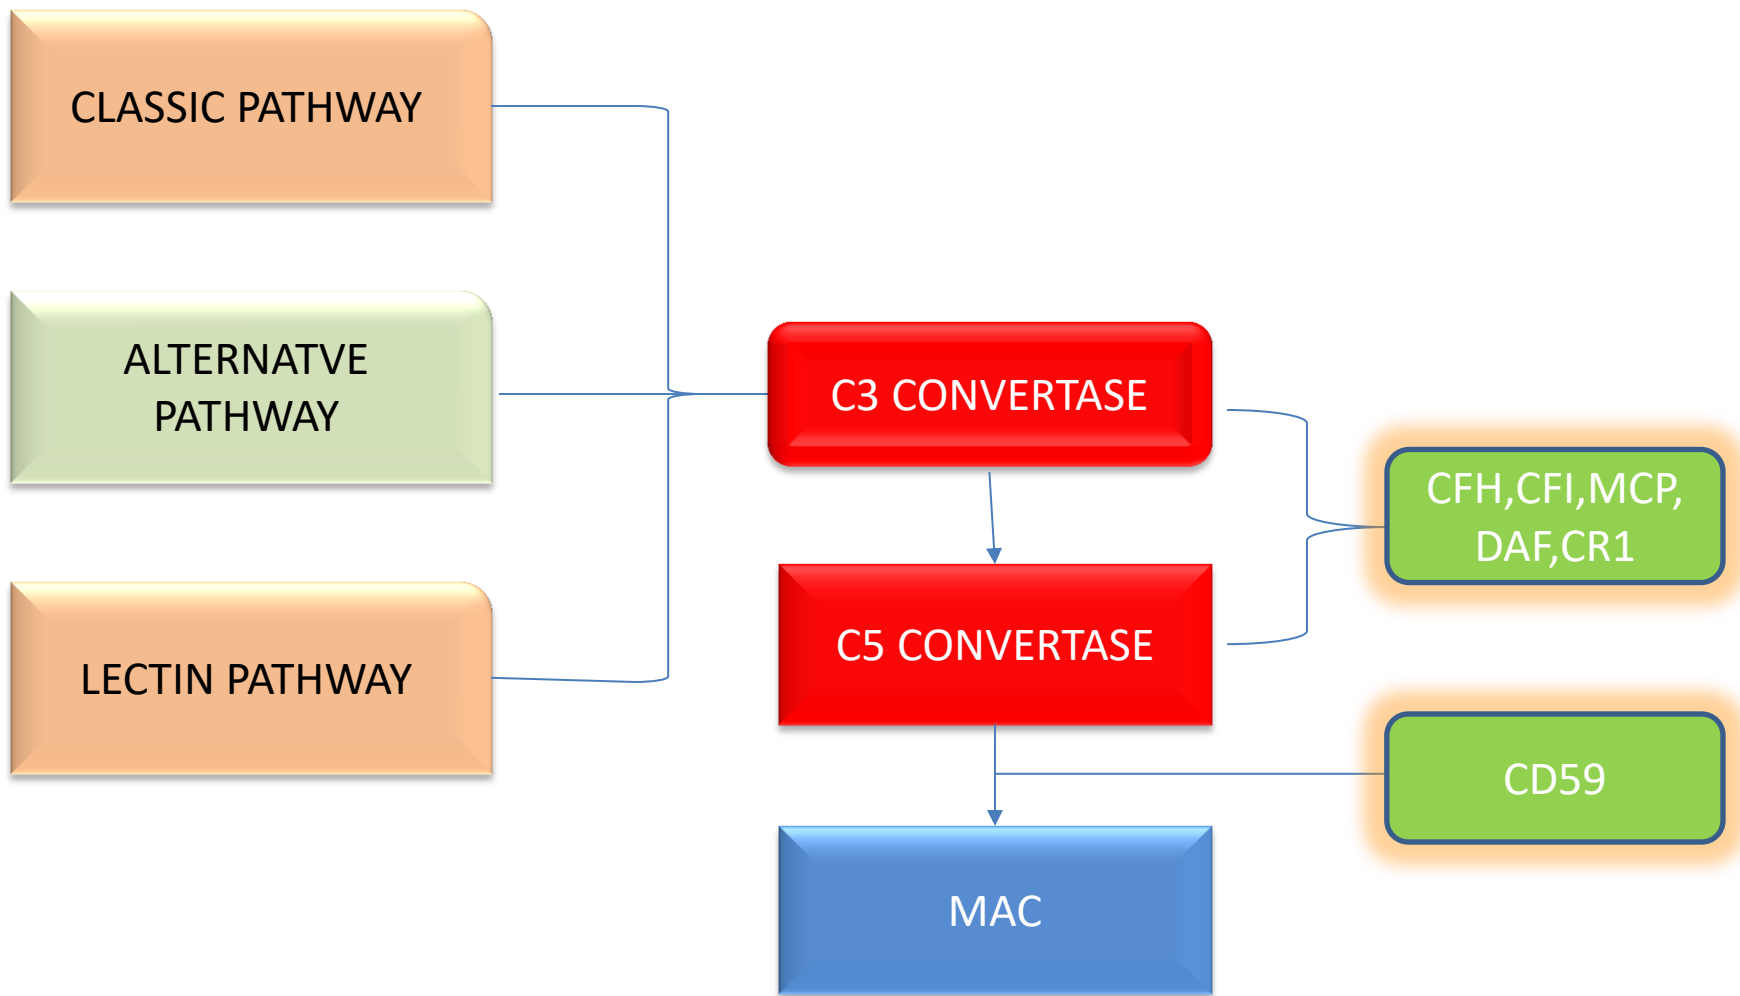 CLASSIC PATHWAY
ALTERNATVE
PATHWAY
LECTIN PATHWAY
C3 CONVERTASE
C5 CONVERTASE
MAC
CFH,CFI,MCP,
DAF,CR1
CD59